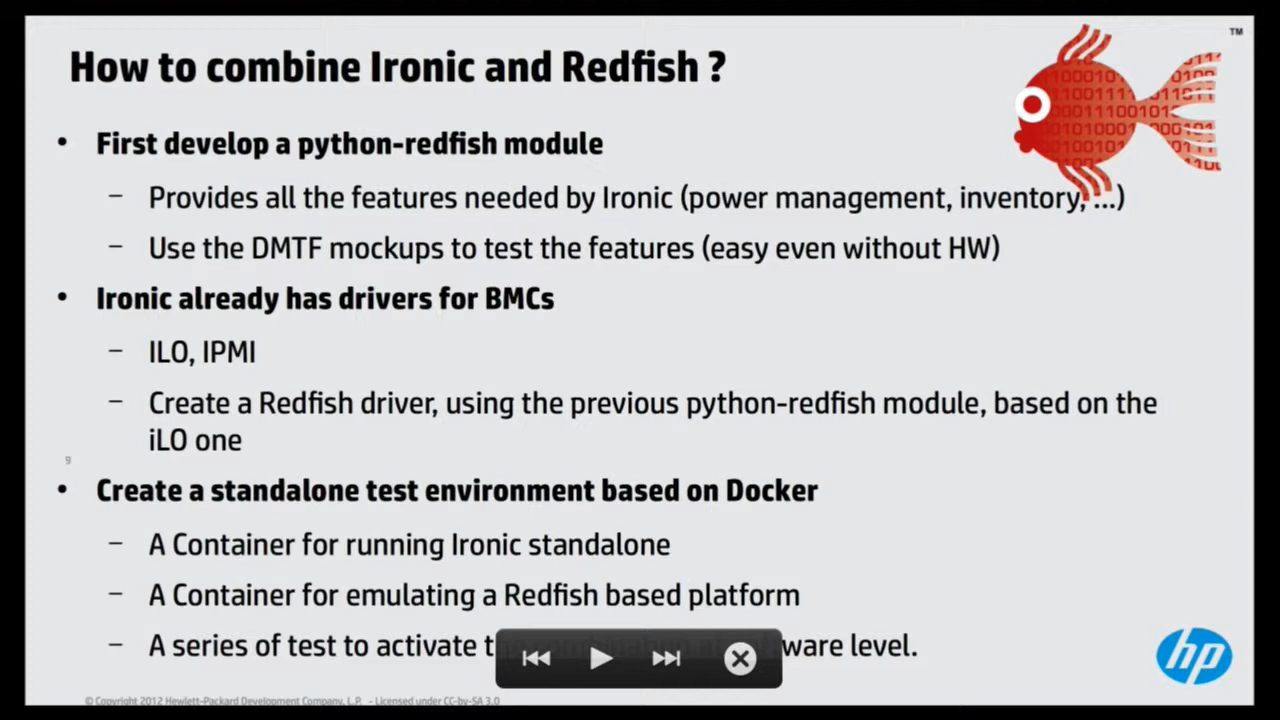 How to combine Ironic and Redfish ?
TM
• First develop a python-redfish module
– Provides all the features needed by Ironic (power management, inventory, ...)
– Use the DMTF mockups to test the features (easy even without HW)
• Ironic already has drivers for BMCs
– ILO, IPMI
– Create a Redfish driver, using the previous python-redfish module, based on the
iLO one
9
• Create a standalone test environment based on Docker
– A Container for running Ironic standalone
– A Container for emulating a Redfish based platform
– A series of test to activate level.
hp
© Copyright 2012 Hewlett-Packard Development Company, L.P. - Licensed under CC-by-SA 3.0